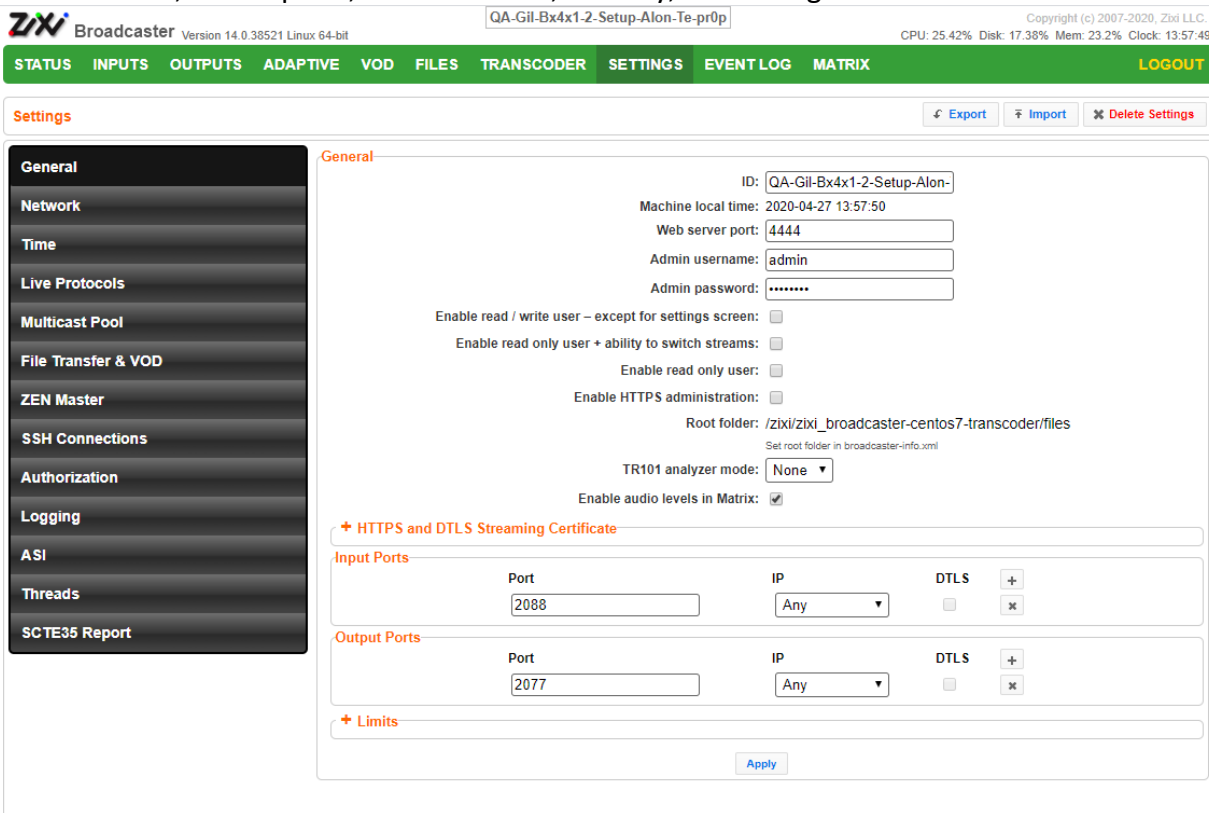 QA-Gil-Bx4x1-2-Setup-Alon-Te-pr0p
Copyright (c) 2007-2020, Zixi LLC.
ZiXi Broadcaster Version 14.0.38521 Linux 64-bit
CPU: 25.42% Disk: 17.38% Mem: 23.2% Clock: 13:57:49
STATUS INPUTS OUTPUTS ADAPTIVE VOD FILES TRANSCODER SETTINGS EVENT LOG MATRIX LOGOUT
Settings
Export Import Delete Settings
General
Network
Time
Live Protocols
Multicast Pool
File Transfer & VOD
ZEN Master
SSH Connections
Authorization
Logging
ASI
Threads
SCTE35 Report
General
ID: QA-Gil-Bx4x1-2-Setup-Alon-
Machine local time: 2020-04-27 13:57:50
Web server port: 4444
Admin username: admin
Admin password: ••••••••
Enable read / write user – except for settings screen:
Enable read only user + ability to switch streams:
Enable read only user:
Enable HTTPS administration:
Root folder: /zixi/zixi_broadcaster-centos7-transcoder/files
Set root folder in broadcaster-info.xml
TR101 analyzer mode: None
Enable audio levels in Matrix:
+ HTTPS and DTLS Streaming Certificate
Input Ports
Port IP DTLS +
2088 Any
Output Ports
Port IP DTLS +
2077 Any
+ Limits
Apply